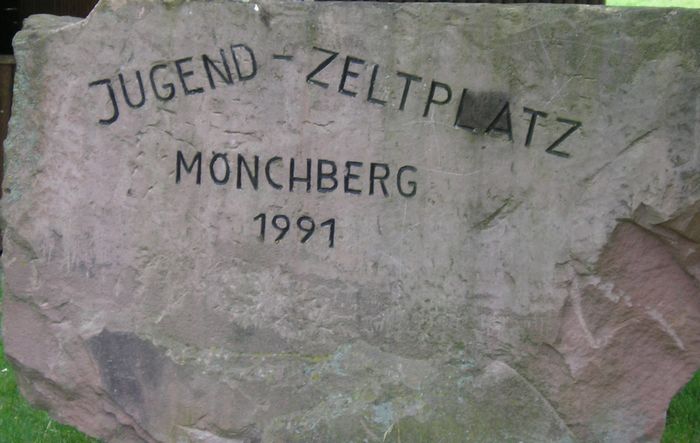 JUGEND - ZELTPLATZ
MÖNCHBERG
1991